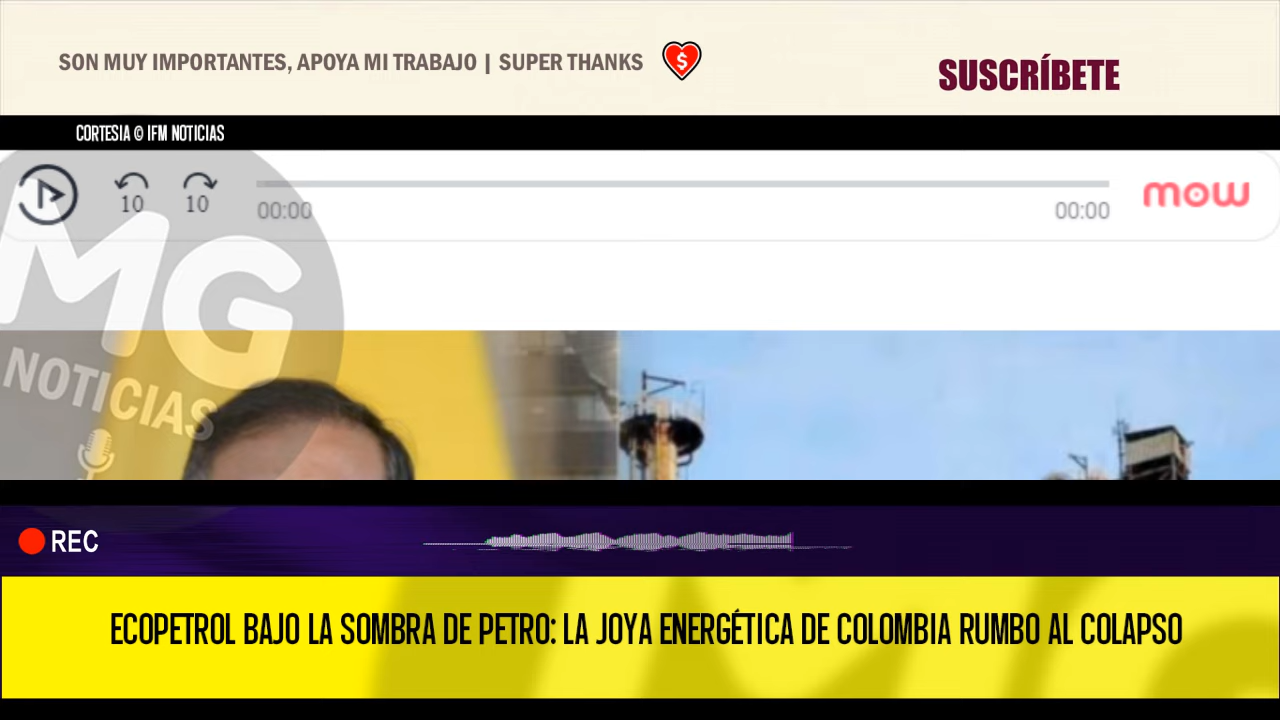 SON MUY IMPORTANTES, APOYA MI TRABAJO | SUPER THANKS
$
SUSCRÍBETE
CORTESIA © IFM NOTICIAS
10
10
00:00
00:00
mow
MG
NOTICIAS
REC
ECOPETROL BAJO LA SOMBRA DE PETRO: LA JOYA ENERGÉTICA DE COLOMBIA RUMBO AL COLAPSO